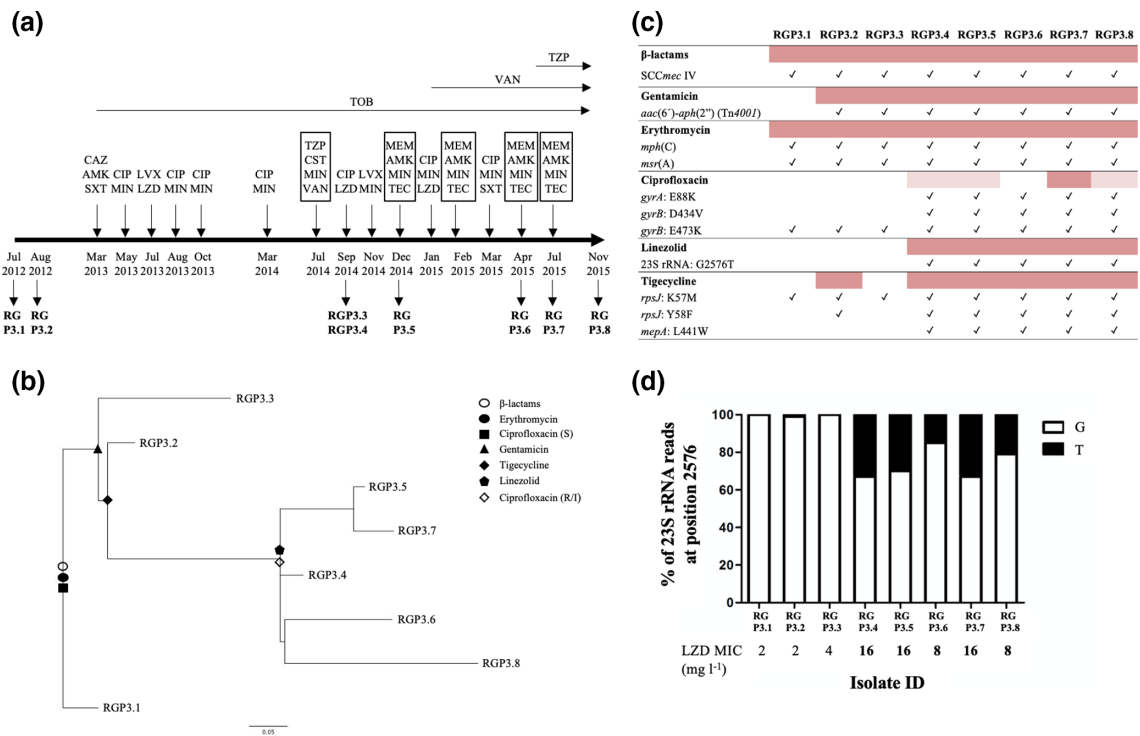 (a)
TZP
VAN
TOB
CAZ
AMK
SXT
CIP
MIN
LVX
LZD
CIP
MIN
CIP
MIN
CIP
MIN
TZP
CST
MIN
VAN
CIP
LZD
LVX
MIN
MEM
AMK
MIN
TEC
CIP
MIN
LZD
MEM
AMK
MIN
TEC
CIP
MIN
SXT
MEM
AMK
MIN
TEC
MEM
AMK
MIN
TEC
Jul Aug Mar May Jul Aug Oct Mar Jul Sep Nov Dec Jan Feb Mar Apr Jul Nov
2012 2012 2013 2013 2013 2013 2013 2014 2014 2014 2014 2014 2015 2015 2015 2015 2015 2015
RG
P3.1
RG
P3.2
RGP3.3
RGP3.4
RG
P3.5
RG
P3.6
RG
P3.7
RG
P3.8
(b)
RGP3.3
RGP3.2
RGP3.5
RGP3.7
RGP3.4
RGP3.6
RGP3.8
RGP3.1
0.05
β-lactams
Erythromycin
Ciprofloxacin (S)
Gentamicin
Tigecycline
Linezolid
Ciprofloxacin (R/I)
(c)
RGP3.1 RGP3.2 RGP3.3 RGP3.4 RGP3.5 RGP3.6 RGP3.7 RGP3.8
β-lactams
SCCmec IV ✓ ✓ ✓ ✓ ✓ ✓ ✓ ✓
Gentamicin
aac(6´)-aph(2”) (Tn4001) ✓ ✓ ✓ ✓ ✓ ✓ ✓
Erythromycin
mph(C) ✓ ✓ ✓ ✓ ✓ ✓ ✓ ✓
msr(A) ✓ ✓ ✓ ✓ ✓ ✓ ✓ ✓
Ciprofloxacin
gyrA: E88K ✓ ✓ ✓ ✓ ✓
gyrB: D434V ✓ ✓ ✓ ✓ ✓
gyrB: E473K ✓ ✓ ✓ ✓ ✓ ✓ ✓ ✓
Linezolid
23S rRNA: G2576T ✓ ✓ ✓ ✓ ✓
Tigecycline
rpsJ: K57M ✓ ✓ ✓ ✓ ✓ ✓ ✓ ✓
rpsJ: Y58F ✓ ✓ ✓ ✓ ✓ ✓
mepA: L441W ✓ ✓ ✓ ✓ ✓
(d)
% of 23S rRNA reads
at position 2576
100
80
60
40
20
0
G
T
RG RG RG RG RG RG RG RG
P3.1 P3.2 P3.3 P3.4 P3.5 P3.6 P3.7 P3.8
LZD MIC 2 2 4 16 16 8 16 8
(mg l-1)
Isolate ID